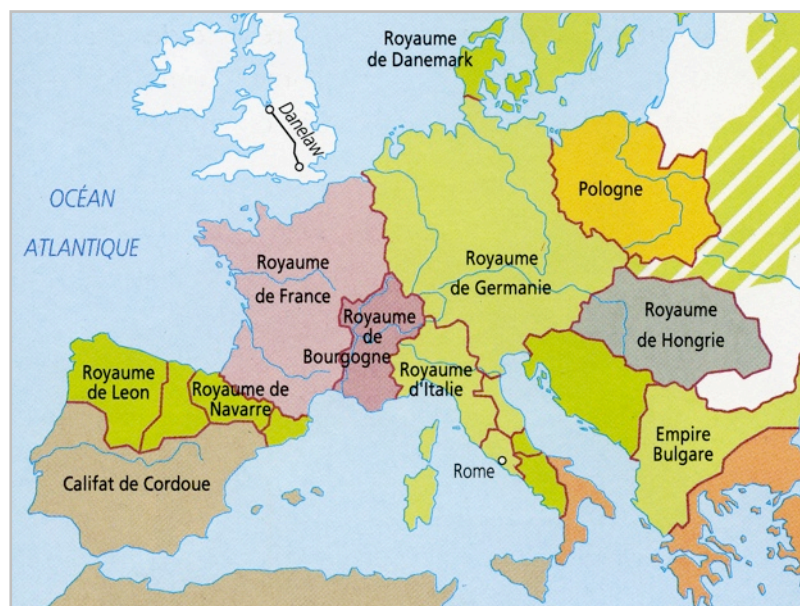 Royaume
de Danemark
Danelaw
OCÉAN
ATLANTIQUE
Pologne
Royaume
de France
Royaume
de Germanie
Royaume
de
Bourgogne
Royaume
de Hongrie
Royaume
de Leon
Royaume de
Navarre
Royaume
d'Italie
Empire
Bulgare
Rome
Califat de Cordoue